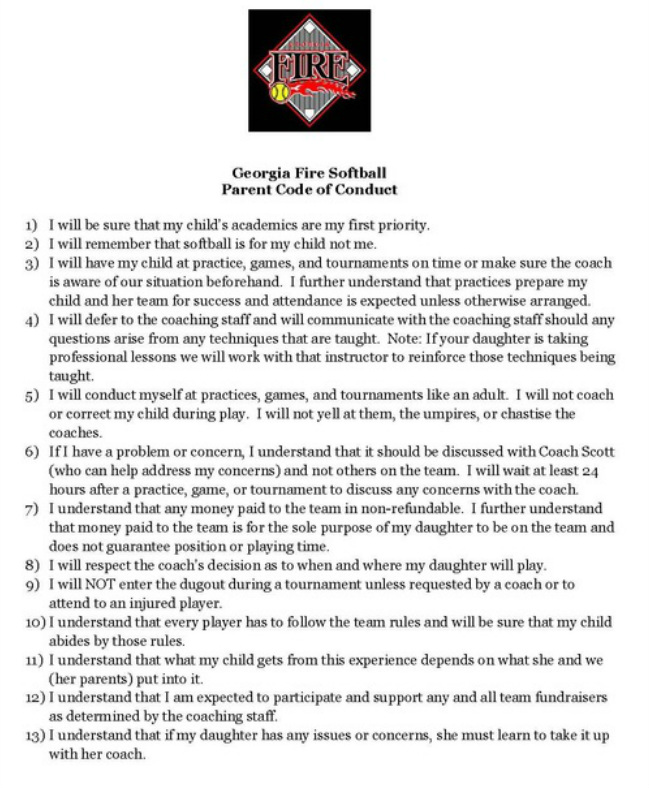 FIRE
Georgia Fire Softball
Parent Code of Conduct
1) I will be sure that my child's academics are my first priority.
2) I will remember that softball is for my child not me.
3) I will have my child at practice, games, and tournaments on time or make sure the coach
is aware of our situation beforehand. I further understand that practices prepare my
child and her team for success and attendance is expected unless otherwise arranged.
4) I will defer to the coaching staff and will communicate with the coaching staff should any
questions arise from any techniques that are taught. Note: If your daughter is taking
professional lessons we will work with that instructor to reinforce those techniques being
taught.
5) I will conduct myself at practices, games, and tournaments like an adult. I will not coach
or correct my child during play. I will not yell at them, the umpires, or chastise the
coaches.
6) If I have a problem or concern, I understand that it should be discussed with Coach Scott
(who can help address my concerns) and not others on the team. I will wait at least 24
hours after a practice, game, or tournament to discuss any concerns with the coach.
7) I understand that any money paid to the team in non-refundable. I further understand
that money paid to the team is for the sole purpose of my daughter to be on the team and
does not guarantee position or playing time.
8) I will respect the coach's decision as to when and where my daughter will play.
9) I will NOT enter the dugout during a tournament unless requested by a coach or to
attend to an injured player.
10) I understand that every player has to follow the team rules and will be sure that my child
abides by those rules.
11) I understand that what my child gets from this experience depends on what she and we
(her parents) put into it.
12) I understand that I am expected to participate and support any and all team fundraisers
as determined by the coaching staff.
13) I understand that if my daughter has any issues or concerns, she must learn to take it up
with her coach.